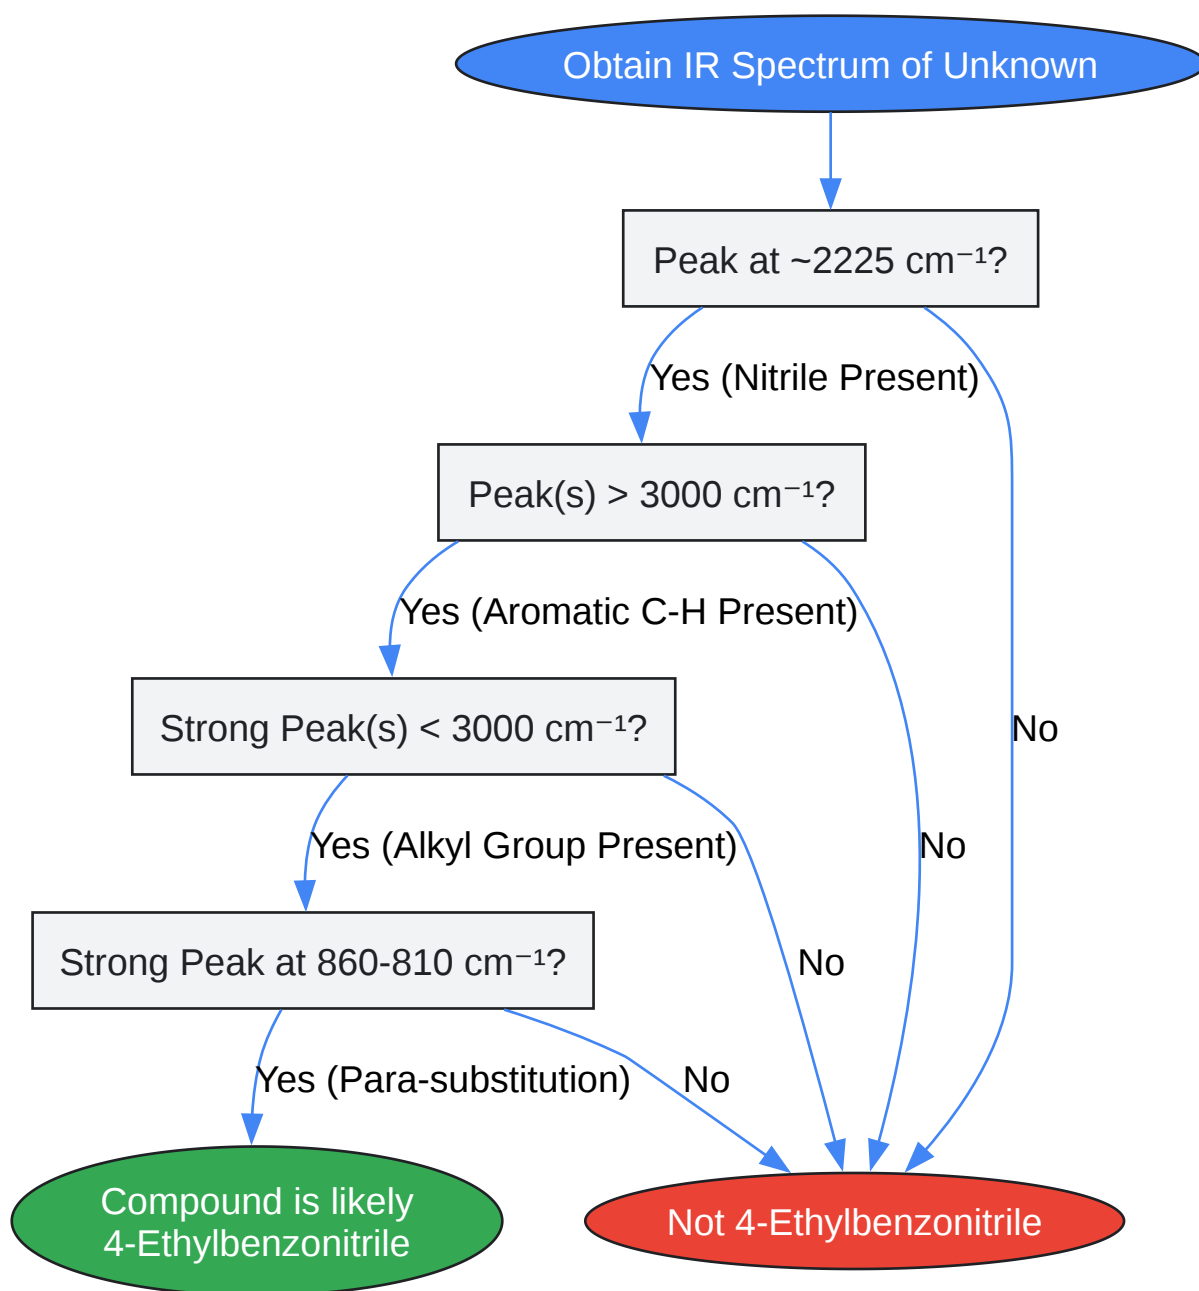 Obtain IR Spectrum of Unknown
Peak at ~2225 cm⁻¹?
Yes (Nitrile Present)
Peak(s) > 3000 cm⁻¹?
Yes (Aromatic C-H Present)
Strong Peak(s) < 3000 cm⁻¹?
No
Yes (Alkyl Group Present)
No
Strong Peak at 860-810 cm⁻¹?
No
Yes (Para-substitution)
No
Compound is likely
4-Ethylbenzonitrile
Not 4-Ethylbenzonitrile